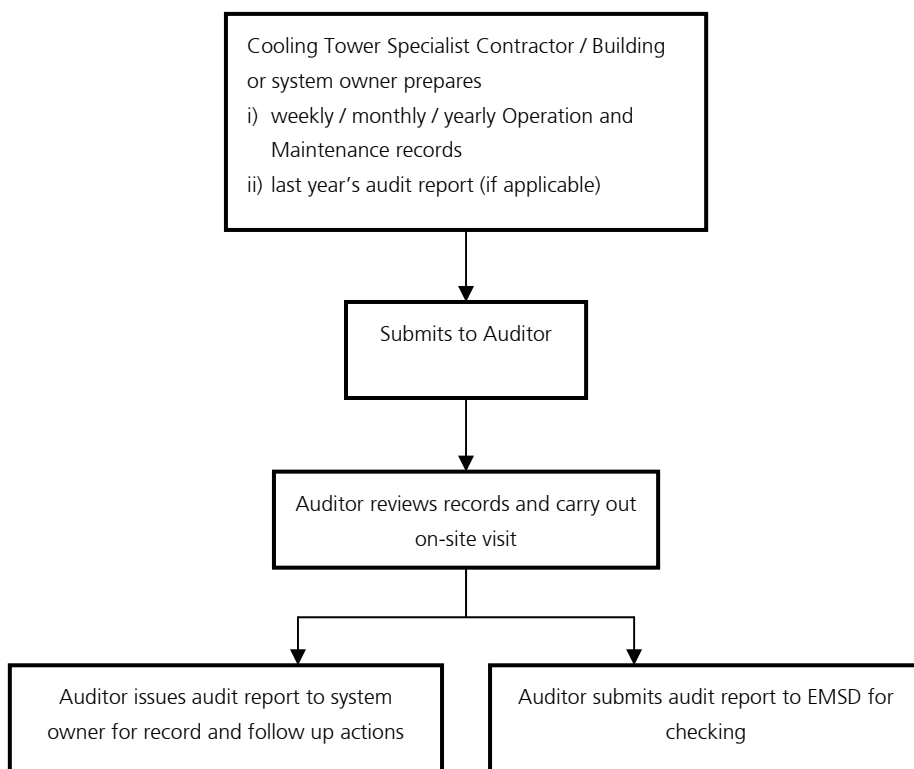 Cooling Tower Specialist Contractor / Building
or system owner prepares
i) weekly / monthly / yearly Operation and
Maintenance records
ii) last year’s audit report (if applicable)
Submits to Auditor
Auditor reviews records and carry out
on-site visit
Auditor issues audit report to system
owner for record and follow up actions
Auditor submits audit report to EMSD for
checking